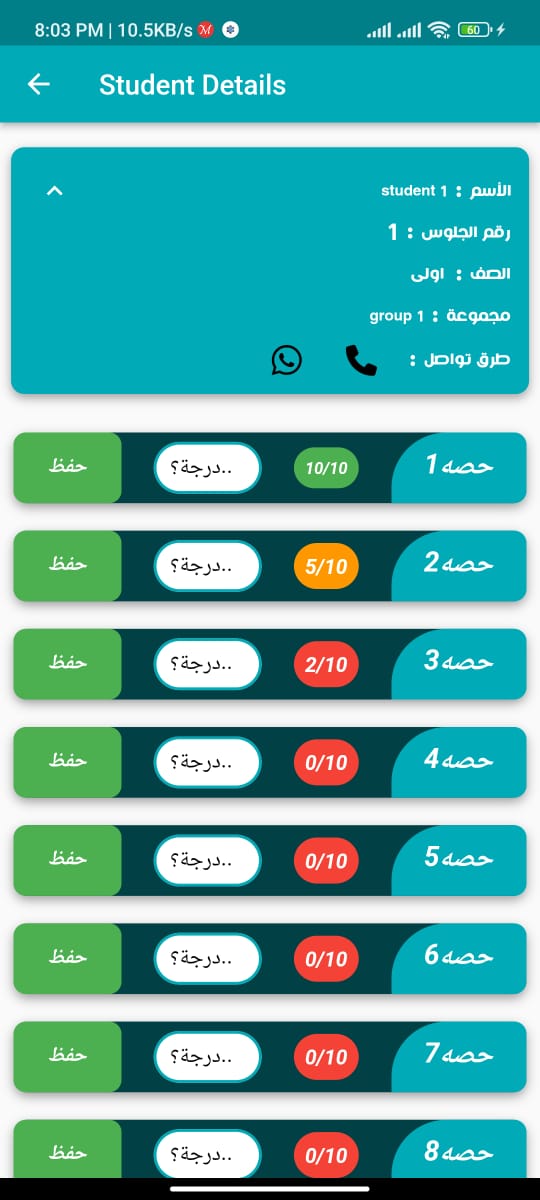 8:03 PM | 10.5KB/s M 60
Student Details
الأسم : student 1
رقم الجلوس : 1
الصف : اولى
مجموعة : group 1
طرق تواصل :
حصه 1 10/10 درجة؟.. حفظ
حصه 2 5/10 درجة؟.. حفظ
حصه 3 2/10 درجة؟.. حفظ
حصه 4 0/10 درجة؟.. حفظ
حصه 5 0/10 درجة؟.. حفظ
حصه 6 0/10 درجة؟.. حفظ
حصه 7 0/10 درجة؟.. حفظ
حصه 8 0/10 درجة؟.. حفظ